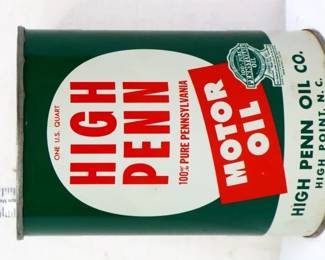 ONE U.S. QUART
HIGH
PENN
100% PURE PENNSYLVANIA
MOTOR
OIL
HIGH PENN OIL CO.
HIGH POINT, N.C.